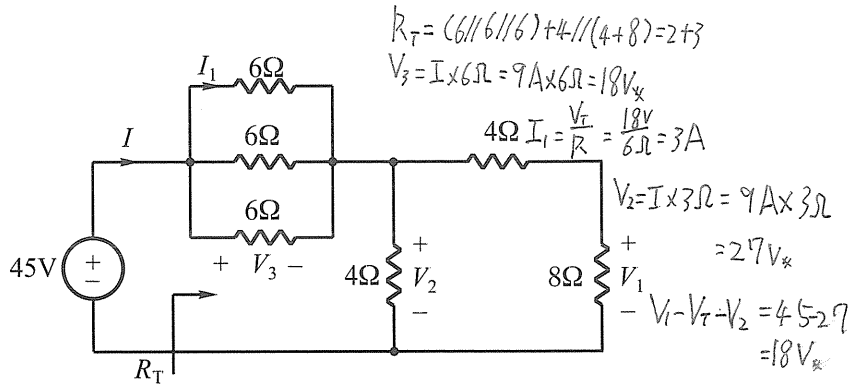 R_T = (6//6//6)+4//(4+8)=2+3
V_3=I×6Ω=9A×6Ω=18V※
I_1 6Ω
4Ω I_1=V_T/R=18V/6Ω=3A
I 6Ω
V_2=I×3Ω=9A×3Ω
6Ω
=27V※
45V + − + V_3 − 4Ω + V_2 − 8Ω + V_1 −
V_1-V_T-V_2=45-27
=18V※
R_T